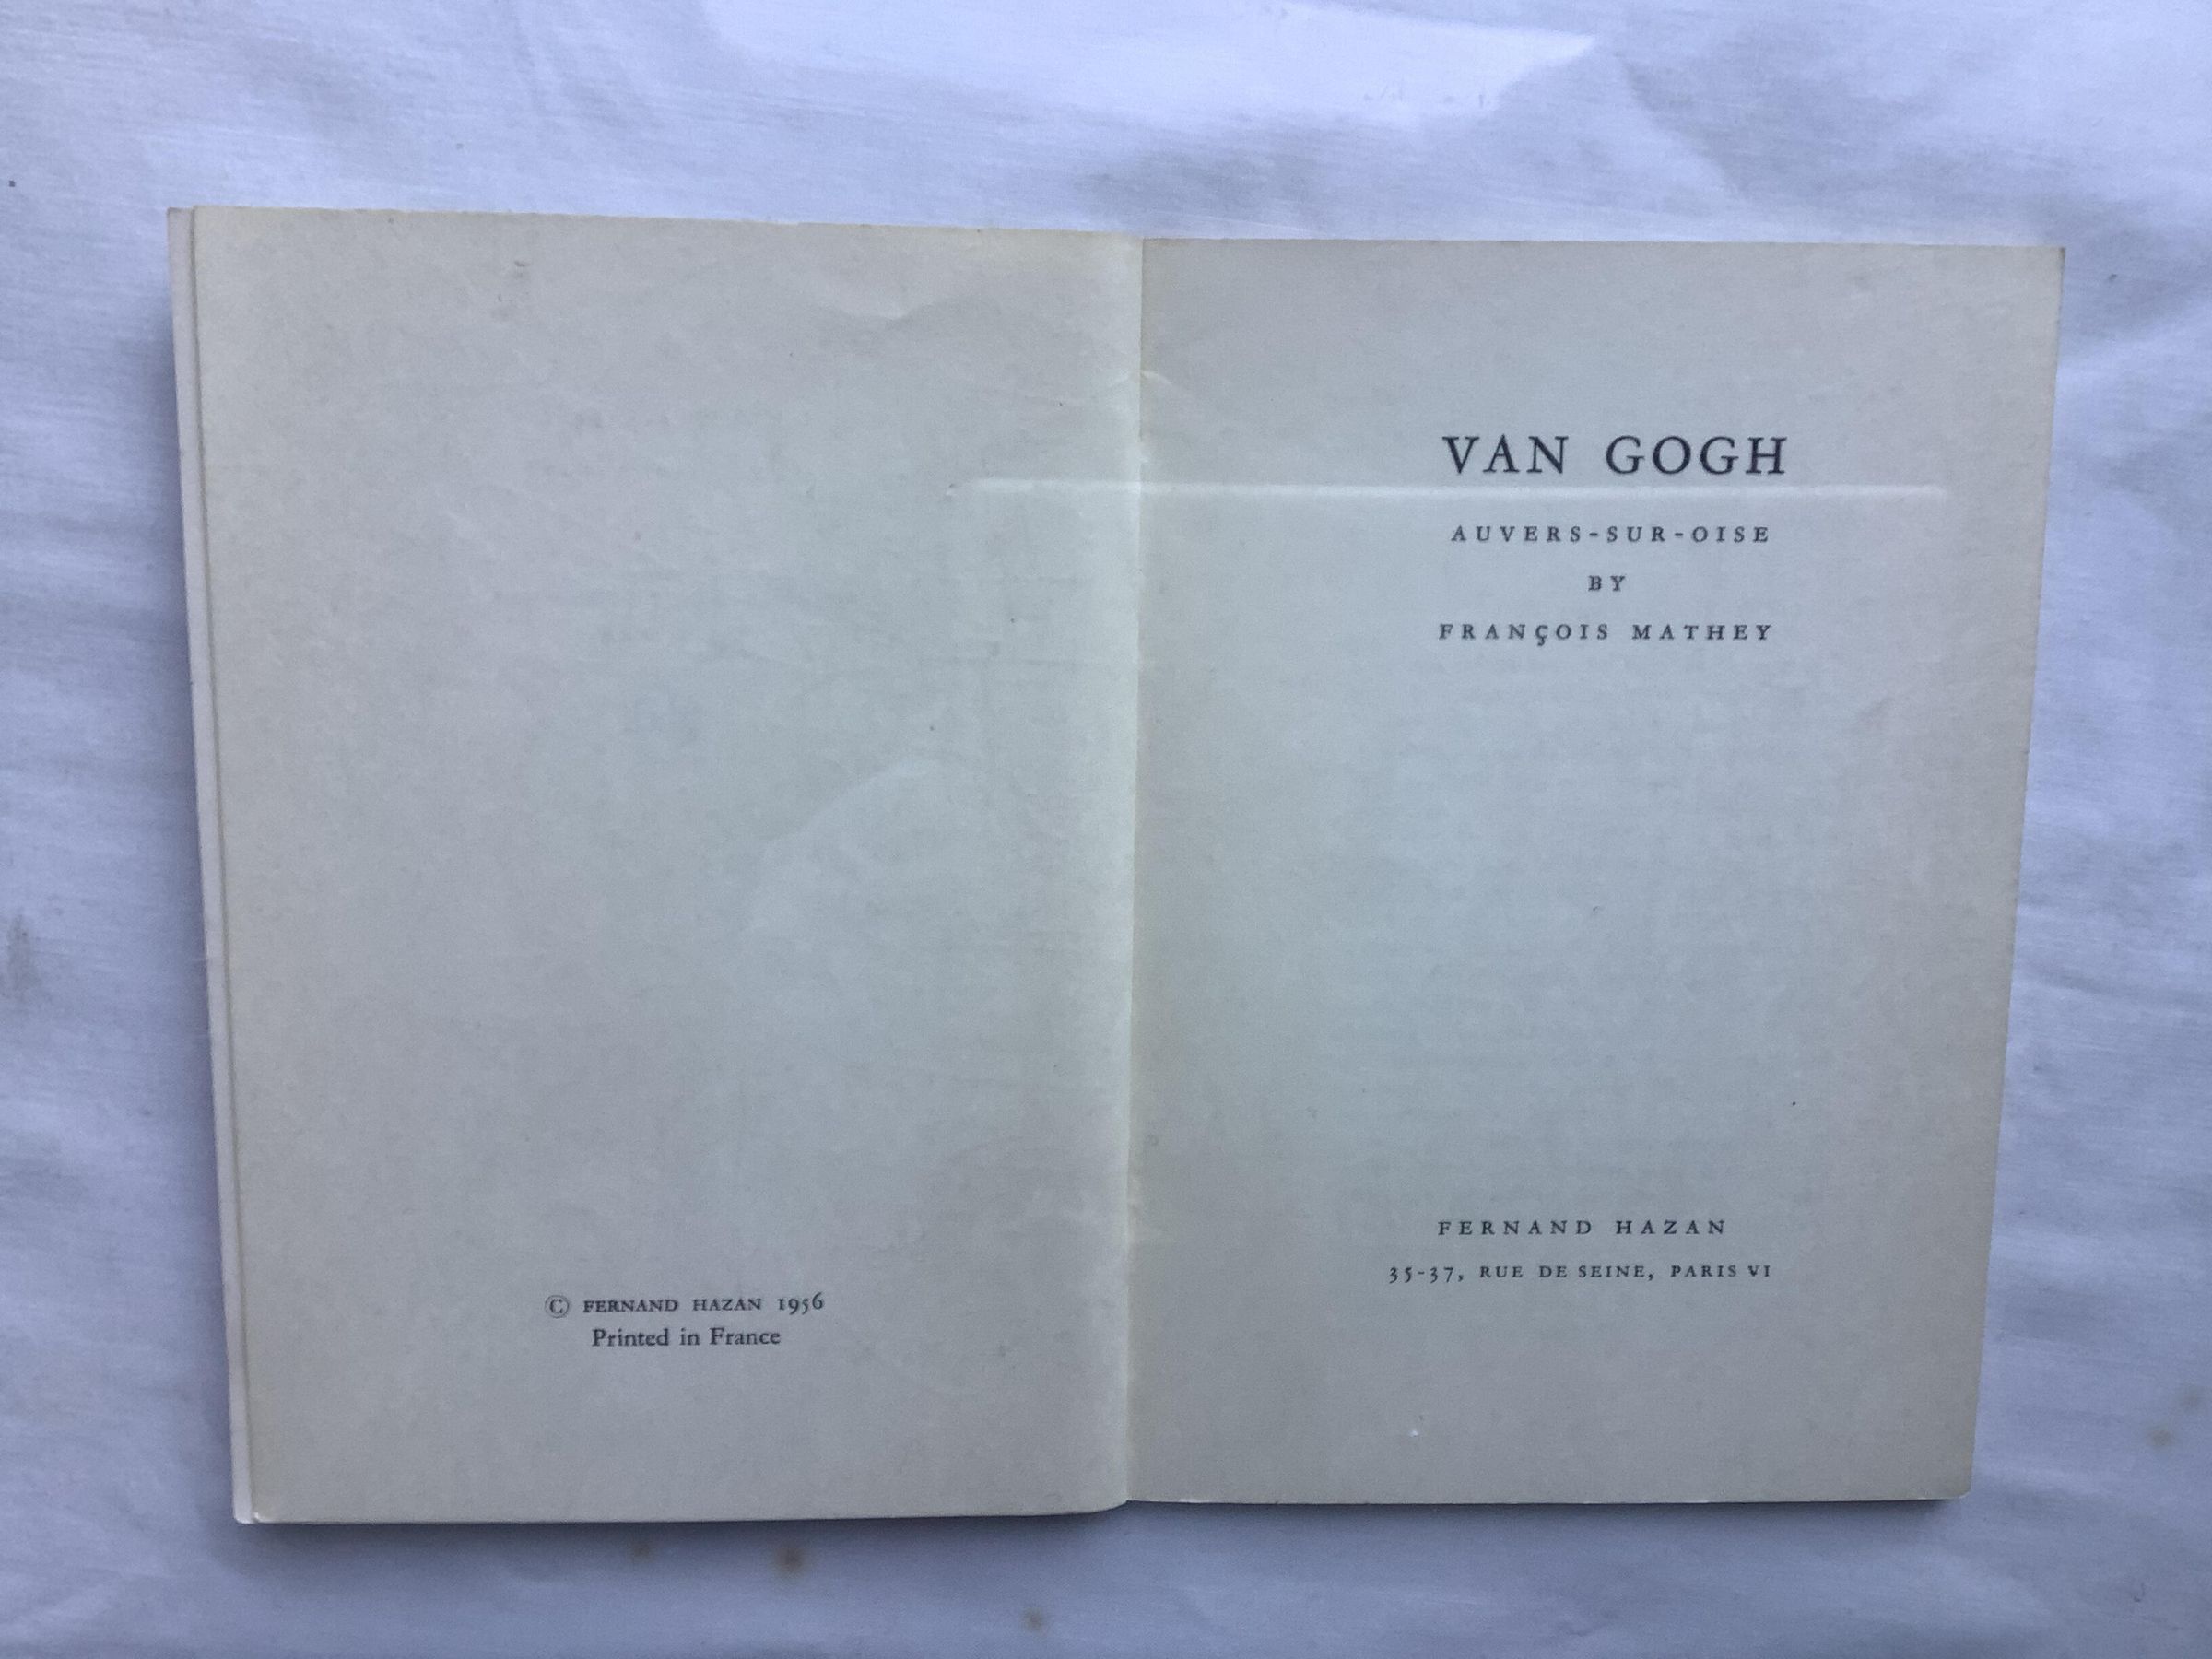 © FERNAND HAZAN 1956
Printed in France
VAN GOGH
AUVERS-SUR-OISE
BY
FRANÇOIS MATHEY
FERNAND HAZAN
35-37, RUE DE SEINE, PARIS VI